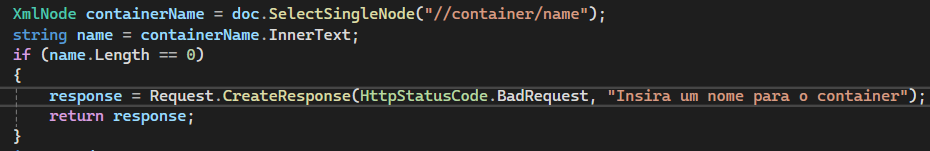 XmlNode containerName = doc.SelectSingleNode("//container/name");
string name = containerName.InnerText;
if (name.Length == 0)
{
response = Request.CreateResponse(HttpStatusCode.BadRequest, "Insira um nome para o container");
return response;
}